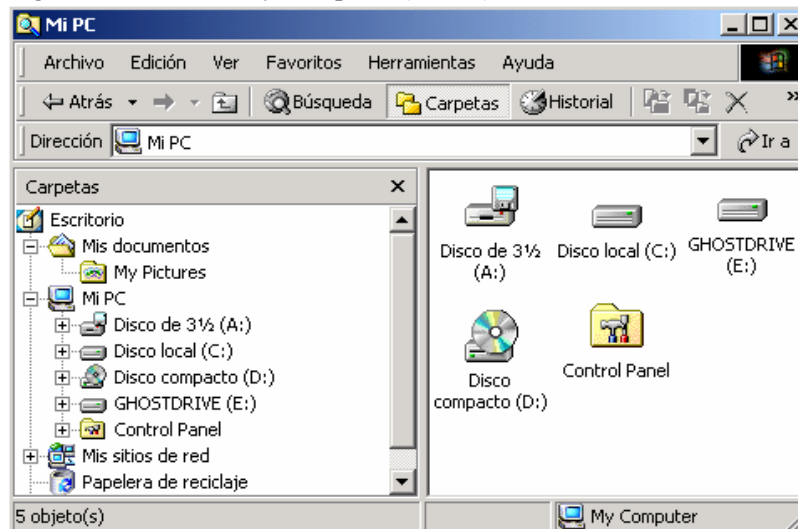 Mi PC
Archivo Edición Ver Favoritos Herramientas Ayuda
Atrás Búsqueda Carpetas Historial »
Dirección Mi PC Ir a
Carpetas
Escritorio
Mis documentos
My Pictures
Mi PC
Disco de 3½ (A:)
Disco local (C:)
Disco compacto (D:)
GHOSTDRIVE (E:)
Control Panel
Mis sitios de red
Papelera de reciclaje
Disco de 3½
(A:)
Disco local (C:)
GHOSTDRIVE
(E:)
Disco
compacto (D:)
Control Panel
5 objeto(s)
My Computer